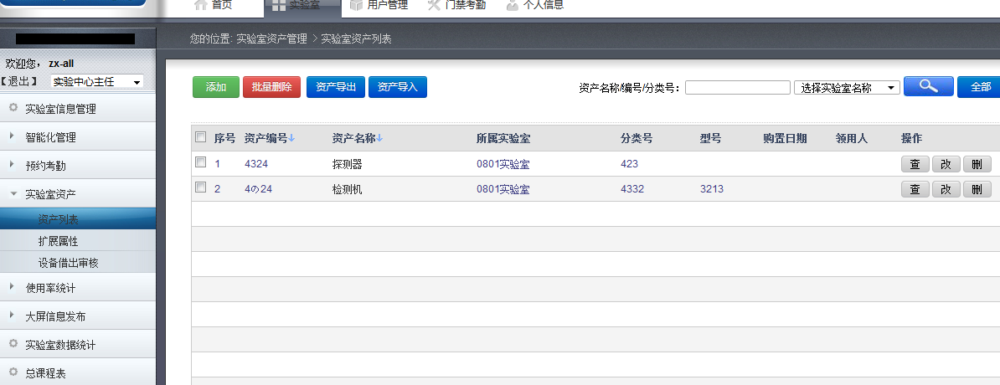 首页 实验室 用户管理 门禁考勤 个人信息
您的位置: 实验室资产管理 > 实验室资产列表
欢迎您， zx-all
【退出】 实验中心主任
实验室信息管理
智能化管理
预约考勤
实验室资产
资产列表
扩展属性
设备借出审核
使用率统计
大屏信息发布
实验室数据统计
总课程表
添加 批量删除 资产导出 资产导入 资产名称/编号/分类号: 选择实验室名称 全部
序号 资产编号↓ 资产名称↓ 所属实验室 分类号 型号 购置日期 领用人 操作
1 4324 探测器 0801实验室 423 查 改 删
2 4の24 检测机 0801实验室 4332 3213 查 改 删